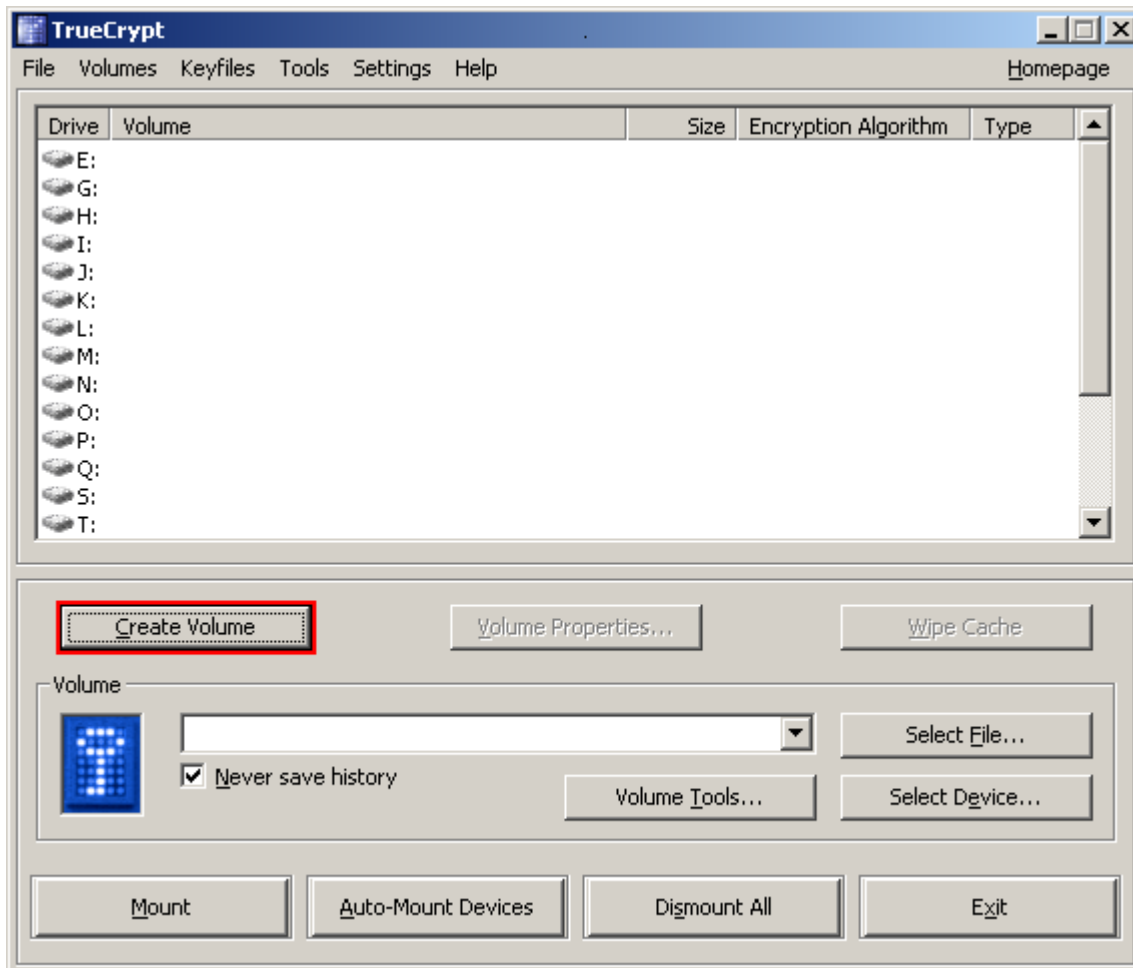 TrueCrypt
File Volumes Keyfiles Tools Settings Help Homepage
Drive Volume Size Encryption Algorithm Type
E:
G:
H:
I:
J:
K:
L:
M:
N:
O:
P:
Q:
S:
T:
Create Volume Volume Properties... Wipe Cache
Volume
Select File...
Never save history
Volume Tools... Select Device...
Mount Auto-Mount Devices Dismount All Exit